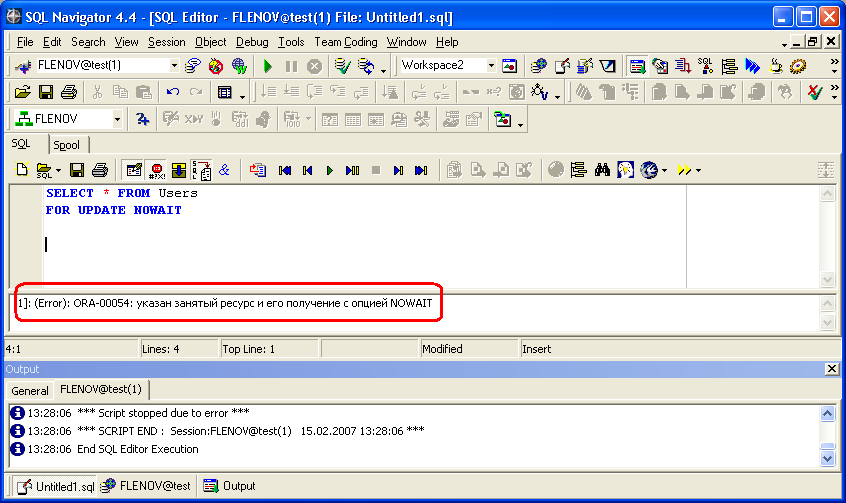 SQL Navigator 4.4 - [SQL Editor - FLENOV@test(1) File: Untitled1.sql]
File Edit Search View Session Object Debug Tools Team Coding Window Help
FLENOV@test(1) Workspace2
FLENOV
SQL Spool
SELECT * FROM Users
FOR UPDATE NOWAIT
1]: (Error): ORA-00054: указан занятый ресурс и его получение с опцией NOWAIT
4:1 Lines: 4 Top Line: 1 Modified Insert
Output
General FLENOV@test(1)
13:28:06 *** Script stopped due to error ***
13:28:06 *** SCRIPT END : Session:FLENOV@test(1) 15.02.2007 13:28:06 ***
13:28:06 End SQL Editor Execution
Untitled1.sql FLENOV@test Output